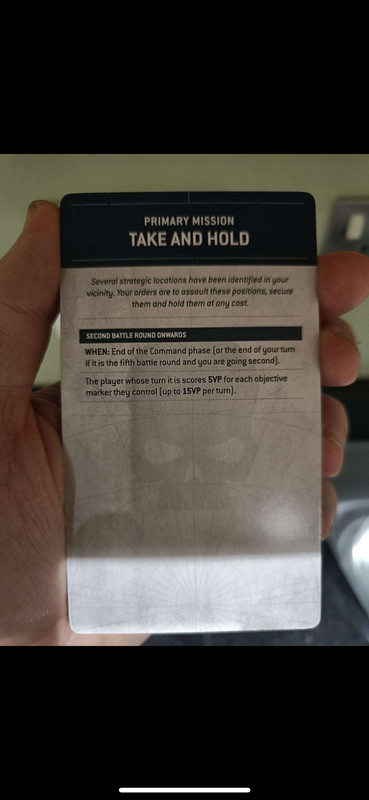 PRIMARY MISSION
TAKE AND HOLD
Several strategic locations have been identified in your
vicinity. Your orders are to assault these positions, secure
them and hold them at any cost.
SECOND BATTLE ROUND ONWARDS
WHEN: End of the Command phase (or the end of your turn
if it is the fifth battle round and you are going second).
The player whose turn it is scores 5VP for each objective
marker they control (up to 15VP per turn).